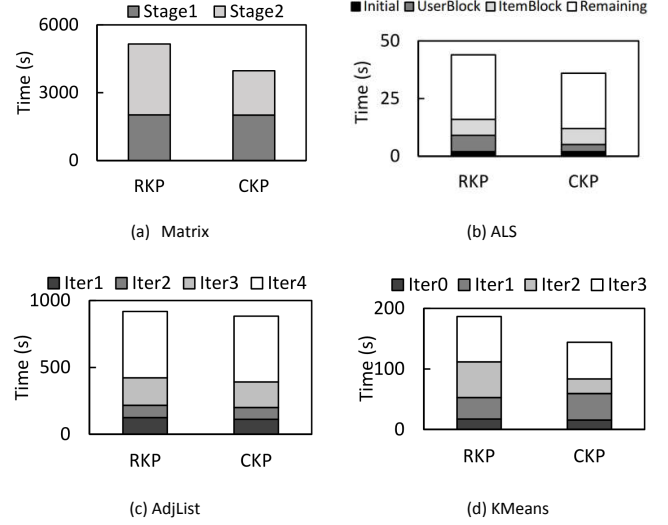 Stage1 Stage2
6000
3000
0
Time (s)
RKP CKP
(a) Matrix
Initial UserBlock ItemBlock Remaining
50
25
0
Time (s)
RKP CKP
(b) ALS
Iter1 Iter2 Iter3 Iter4
1000
500
0
Time (s)
RKP CKP
(c) AdjList
Iter0 Iter1 Iter2 Iter3
200
100
0
Time (s)
RKP CKP
(d) KMeans